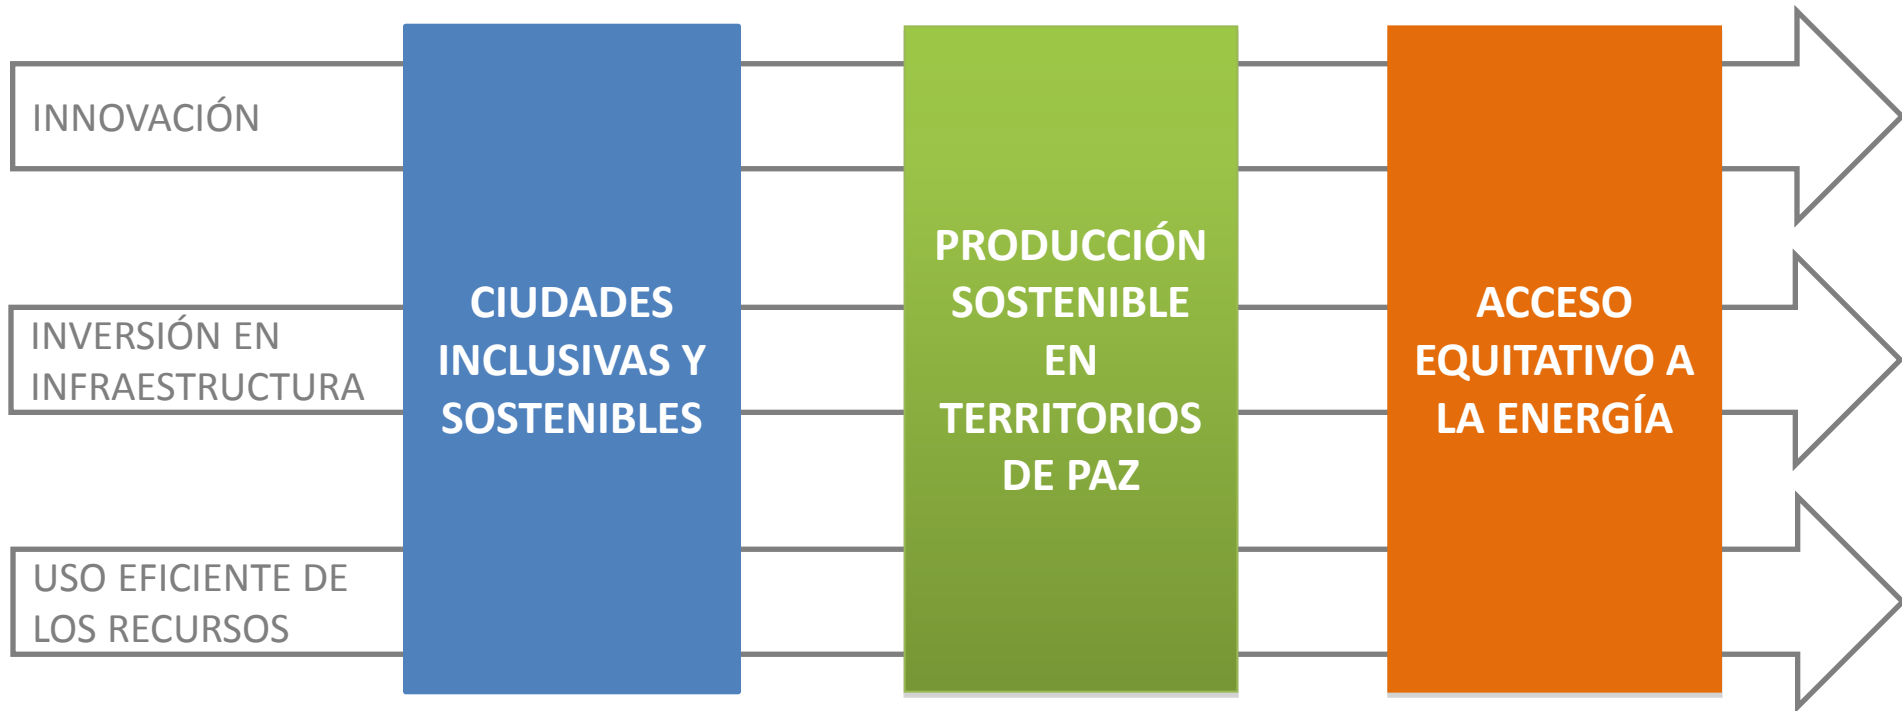 INNOVACIÓN
INVERSIÓN EN
INFRAESTRUCTURA
USO EFICIENTE DE
LOS RECURSOS
CIUDADES
INCLUSIVAS Y
SOSTENIBLES
PRODUCCIÓN
SOSTENIBLE
EN
TERRITORIOS
DE PAZ
ACCESO
EQUITATIVO A
LA ENERGÍA